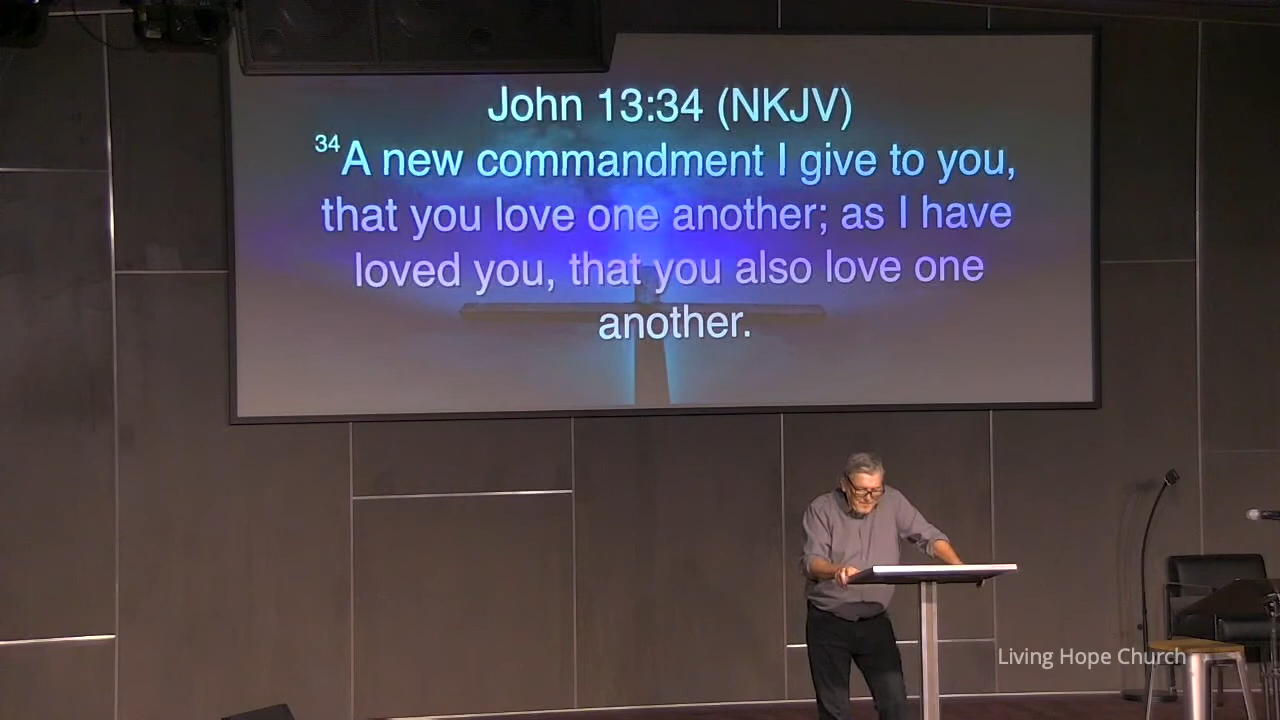 John 13:34 (NKJV)
34 A new commandment I give to you,
that you love one another; as I have
loved you, that you also love one
another.
Living Hope Church